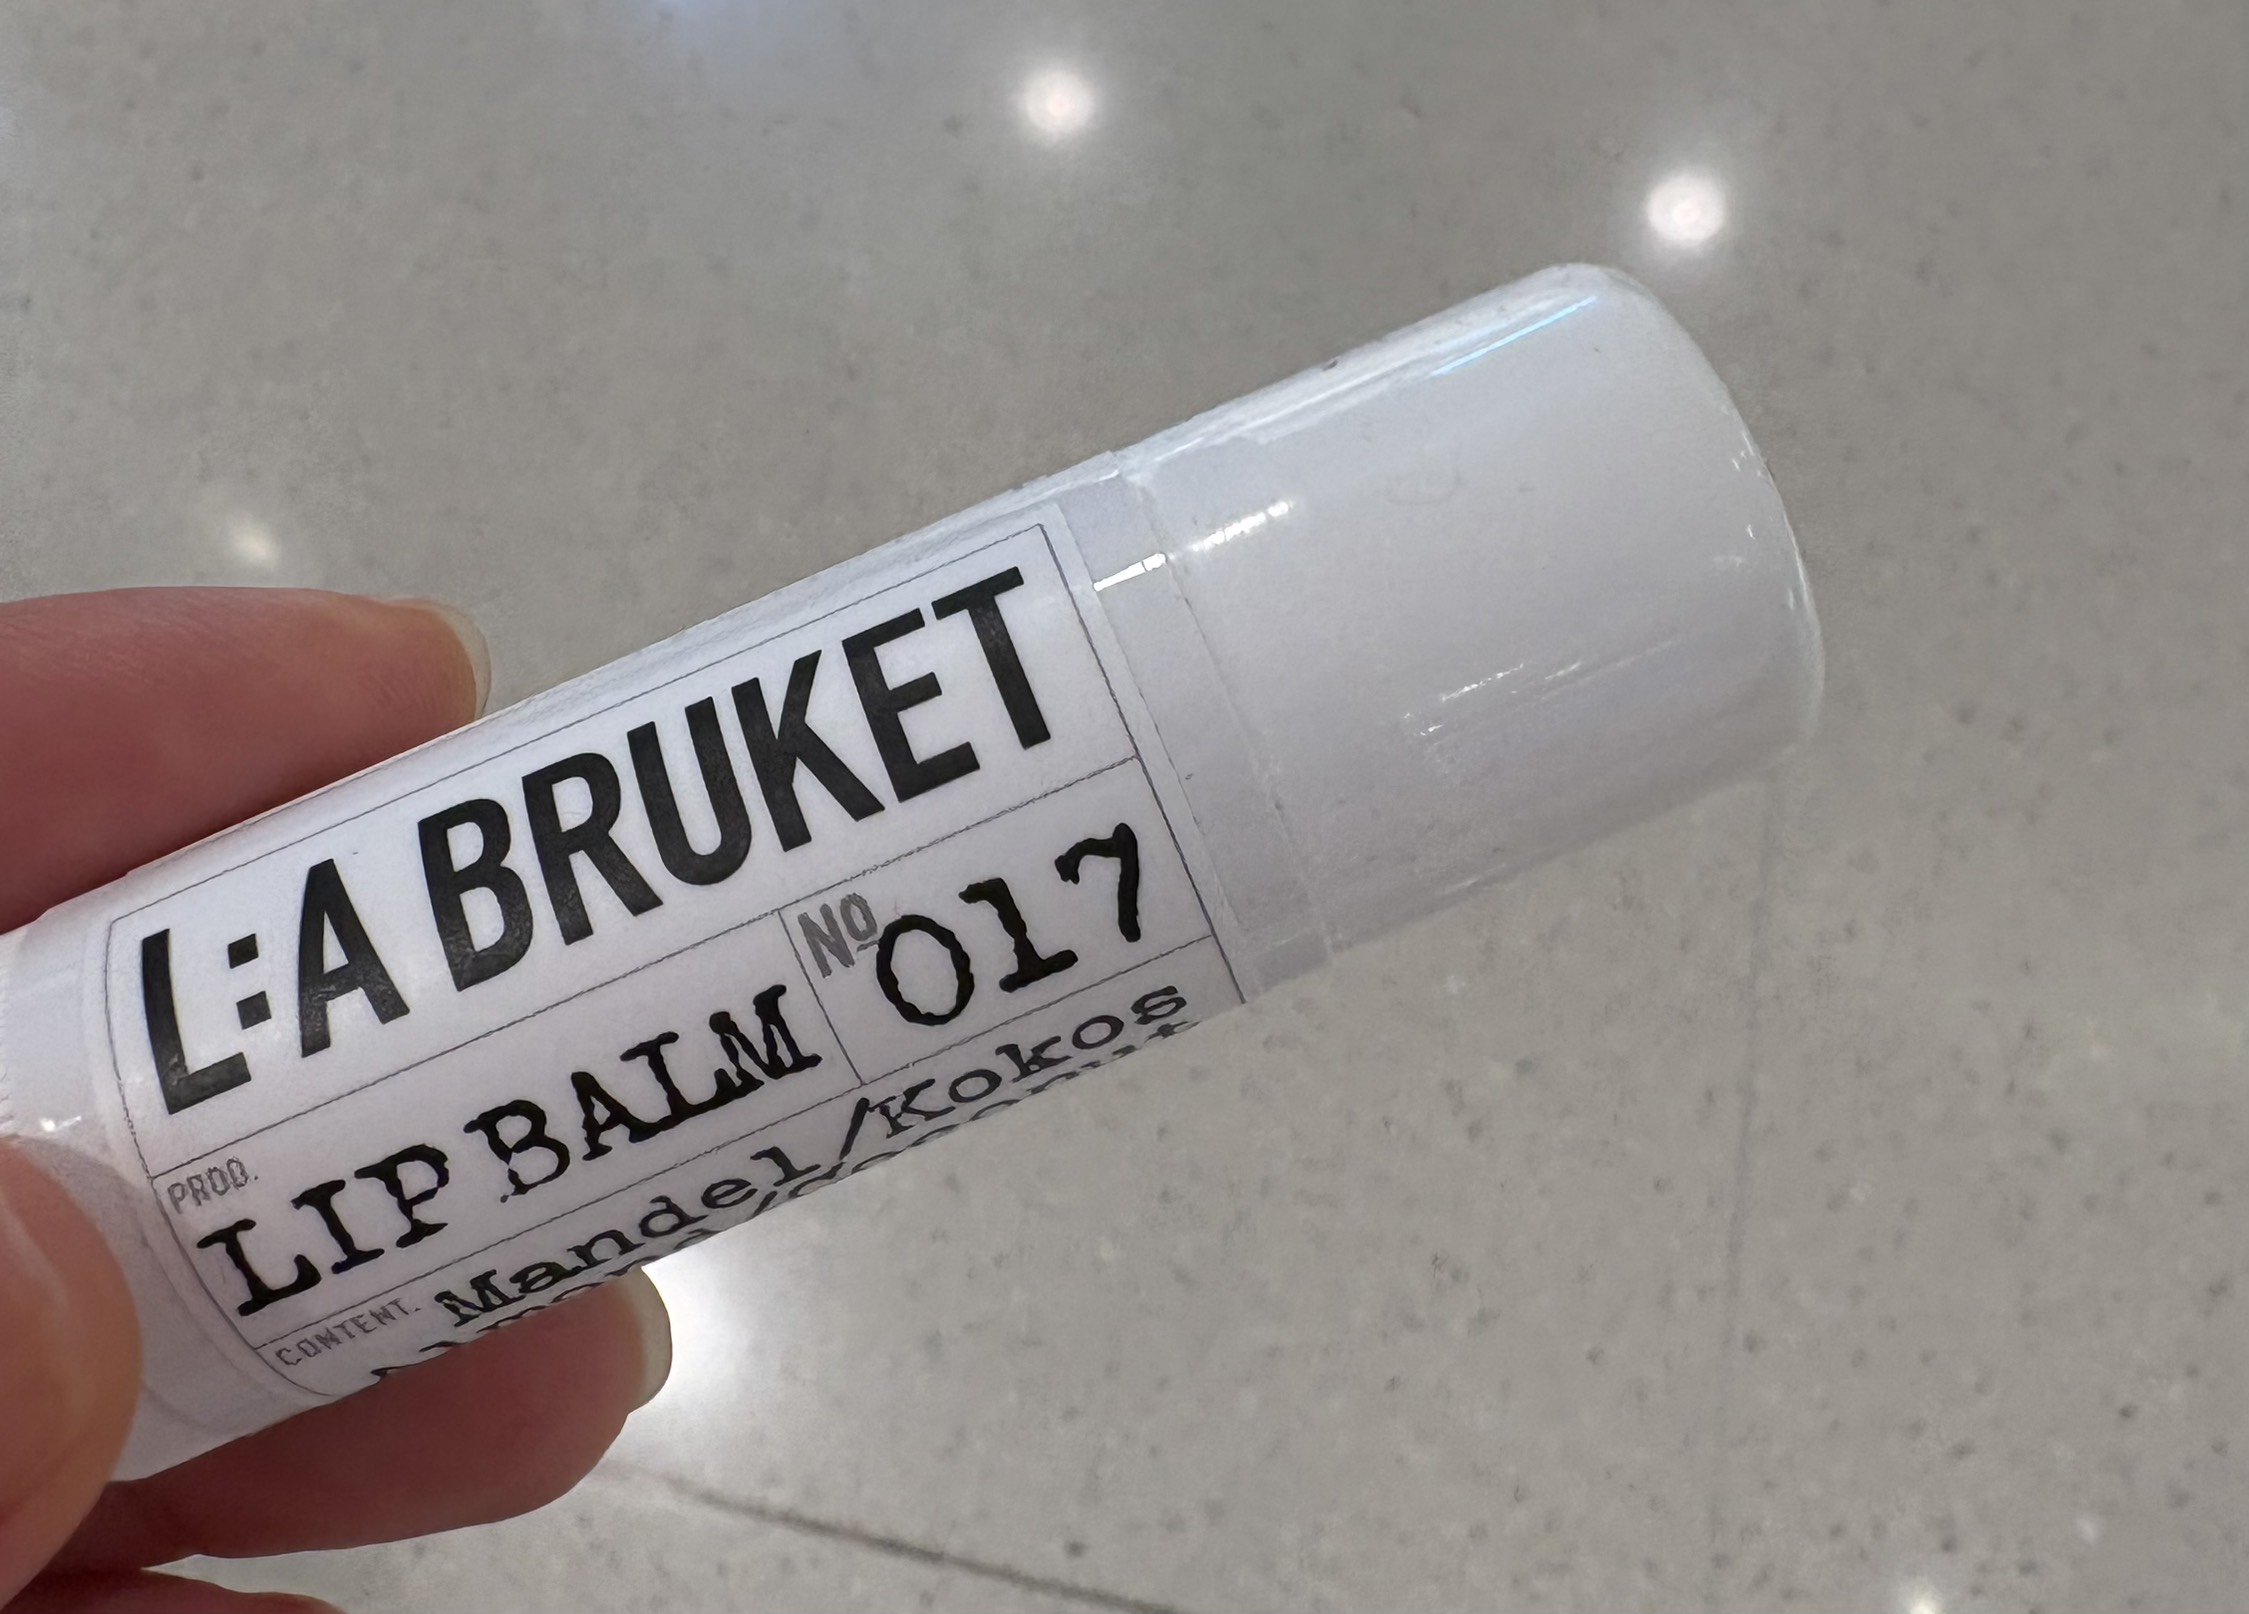 L:A BRUKET
PROD.
LIP BALM
Nº 017
CONTENT.
Mandel/Kokos